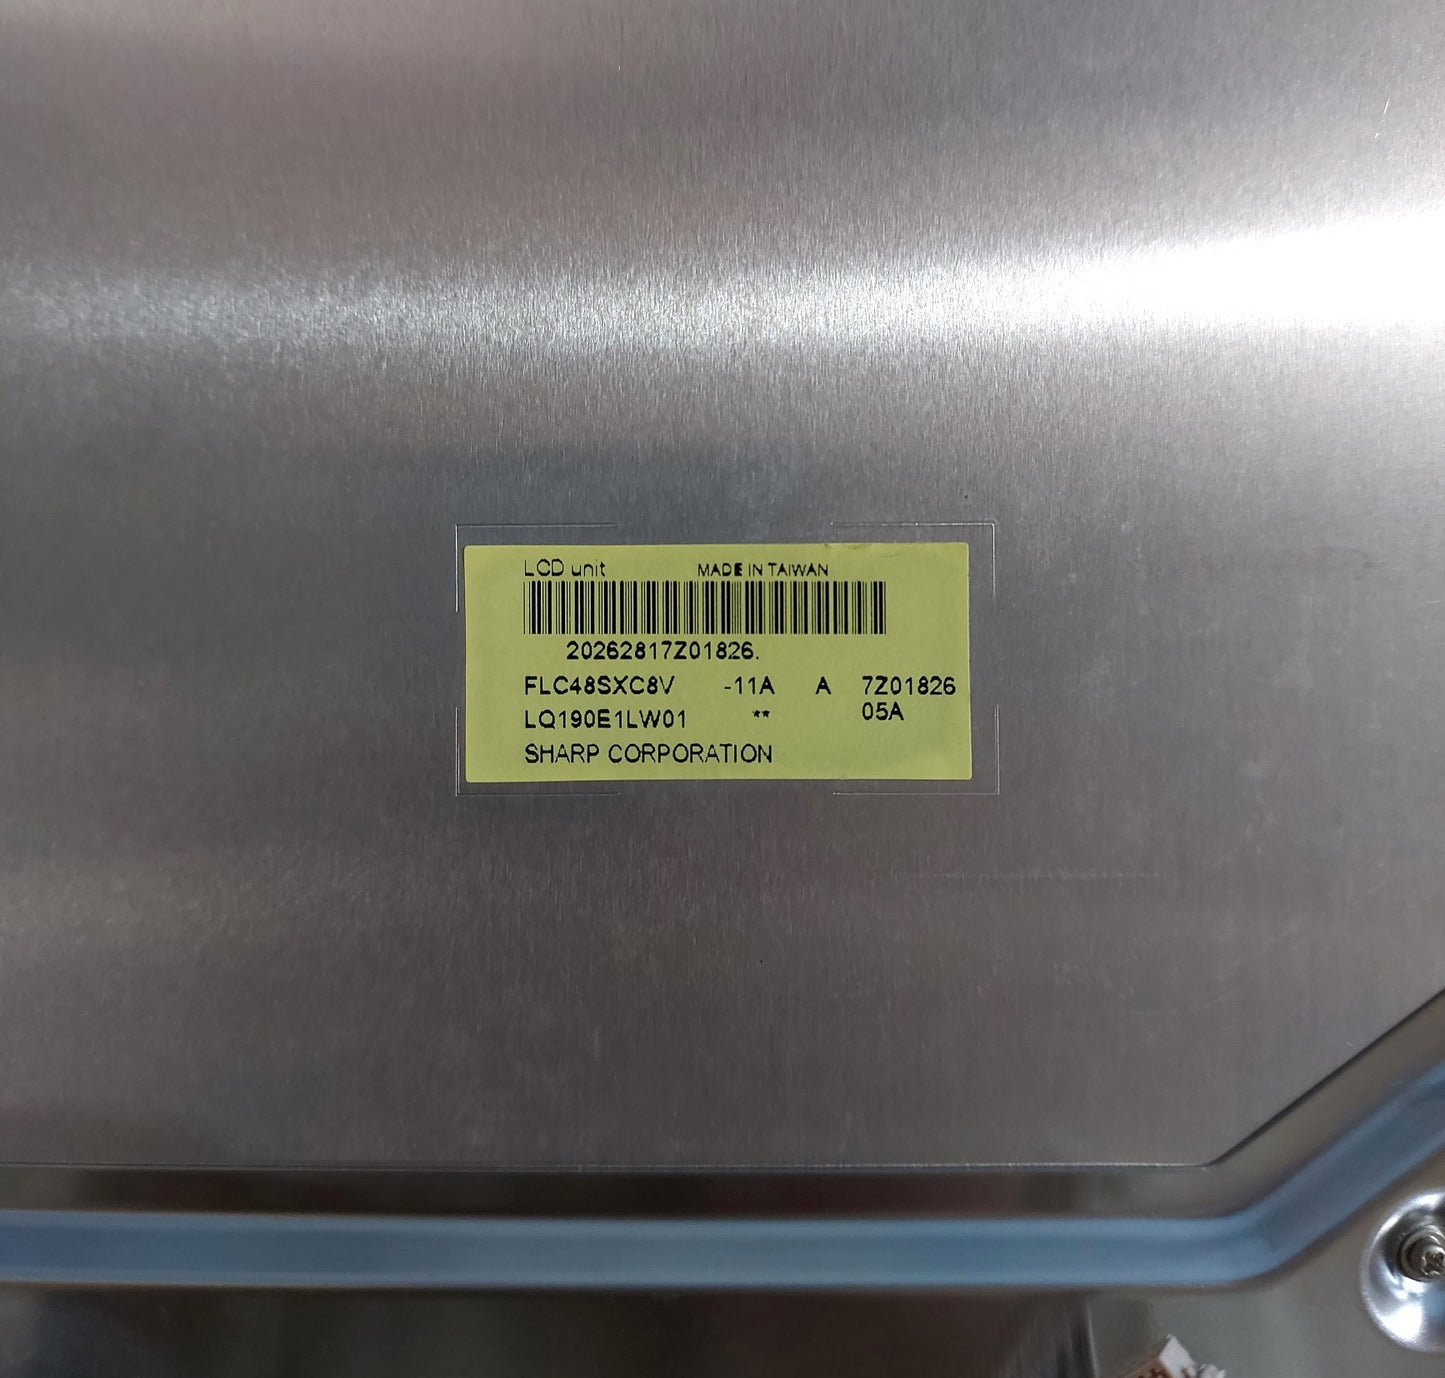 LCD unit MADE IN TAIWAN
20262817Z01826.
FLC48SXC8V -11A A 7Z01826
LQ190E1LW01 ** 05A
SHARP CORPORATION